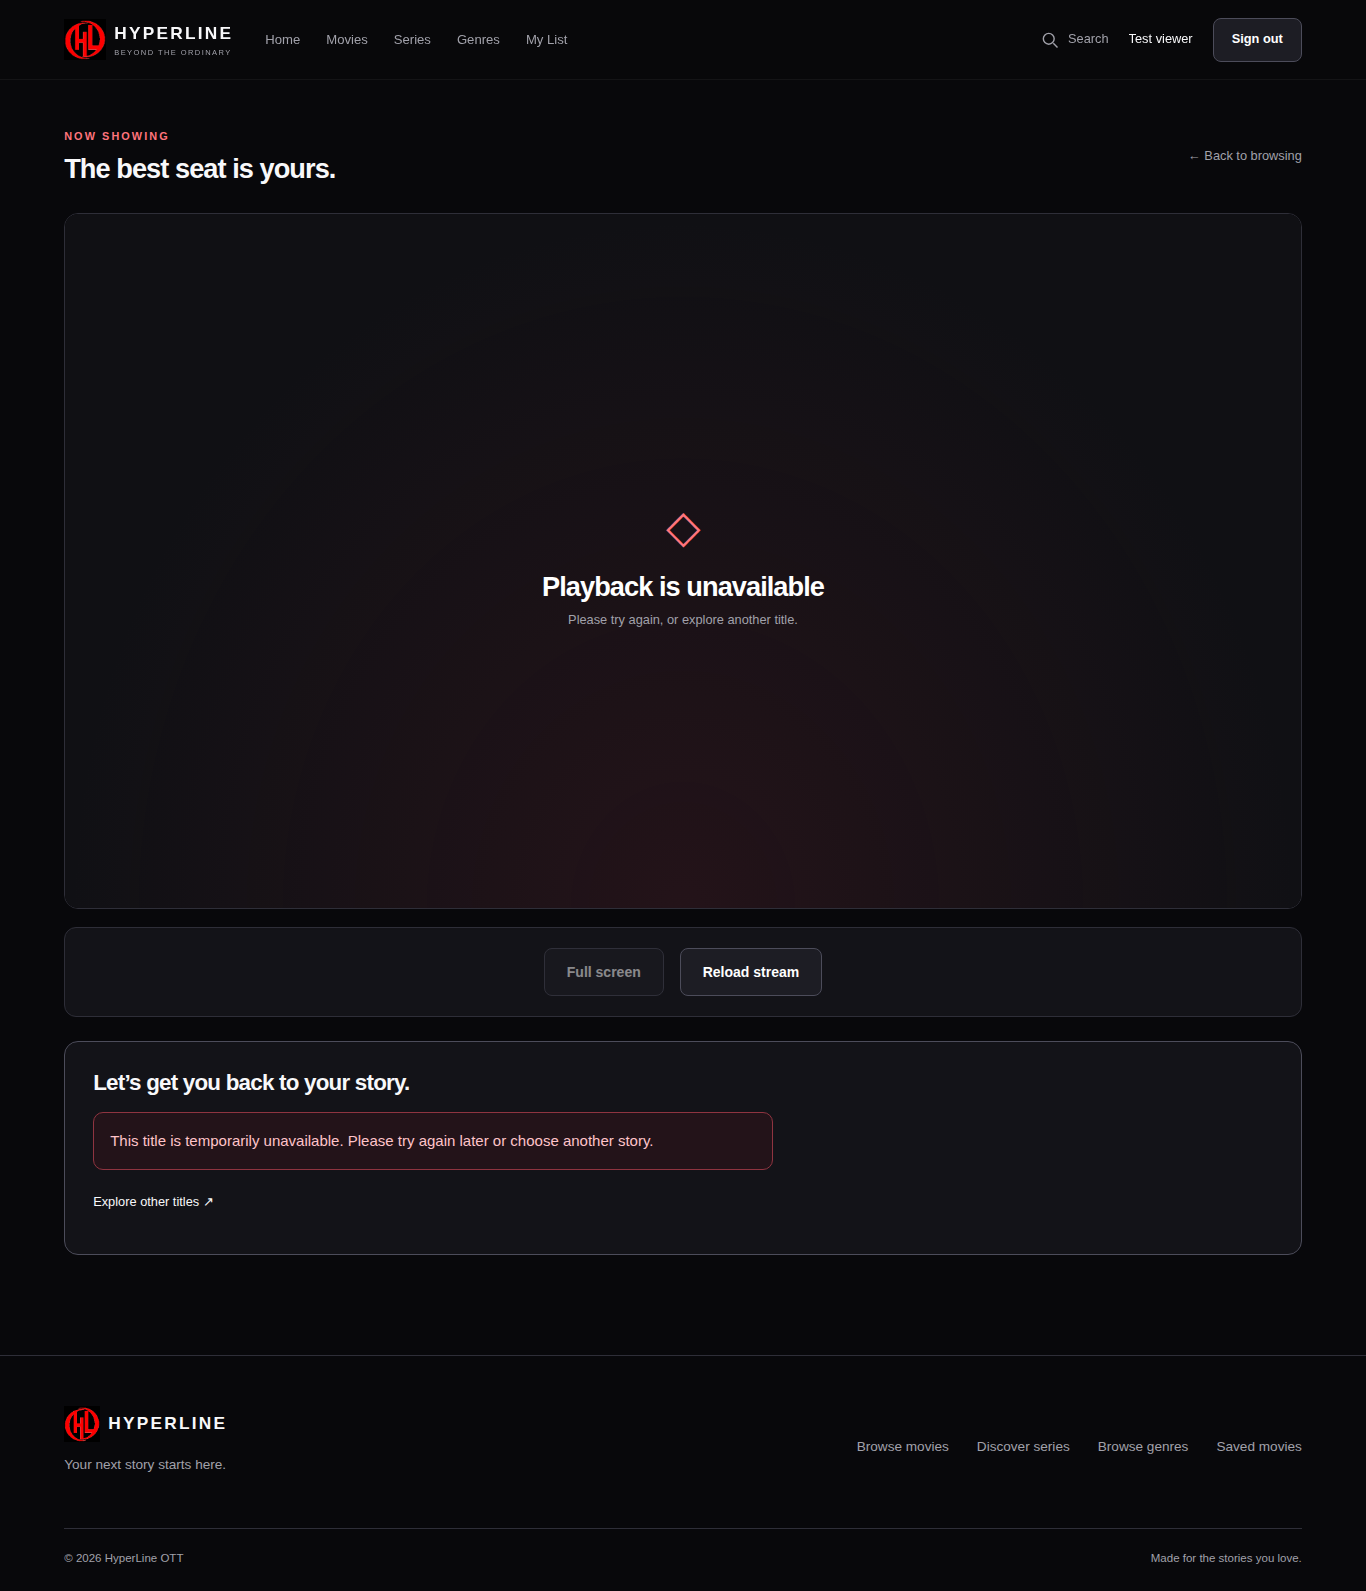 HYPERLINE
BEYOND THE ORDINARY
Home Movies Series Genres My List
Search Test viewer Sign out
NOW SHOWING
The best seat is yours.
← Back to browsing
Playback is unavailable
Please try again, or explore another title.
Full screen Reload stream
Let’s get you back to your story.
This title is temporarily unavailable. Please try again later or choose another story.
Explore other titles ↗
HYPERLINE
Your next story starts here.
Browse movies Discover series Browse genres Saved movies
© 2026 HyperLine OTT
Made for the stories you love.